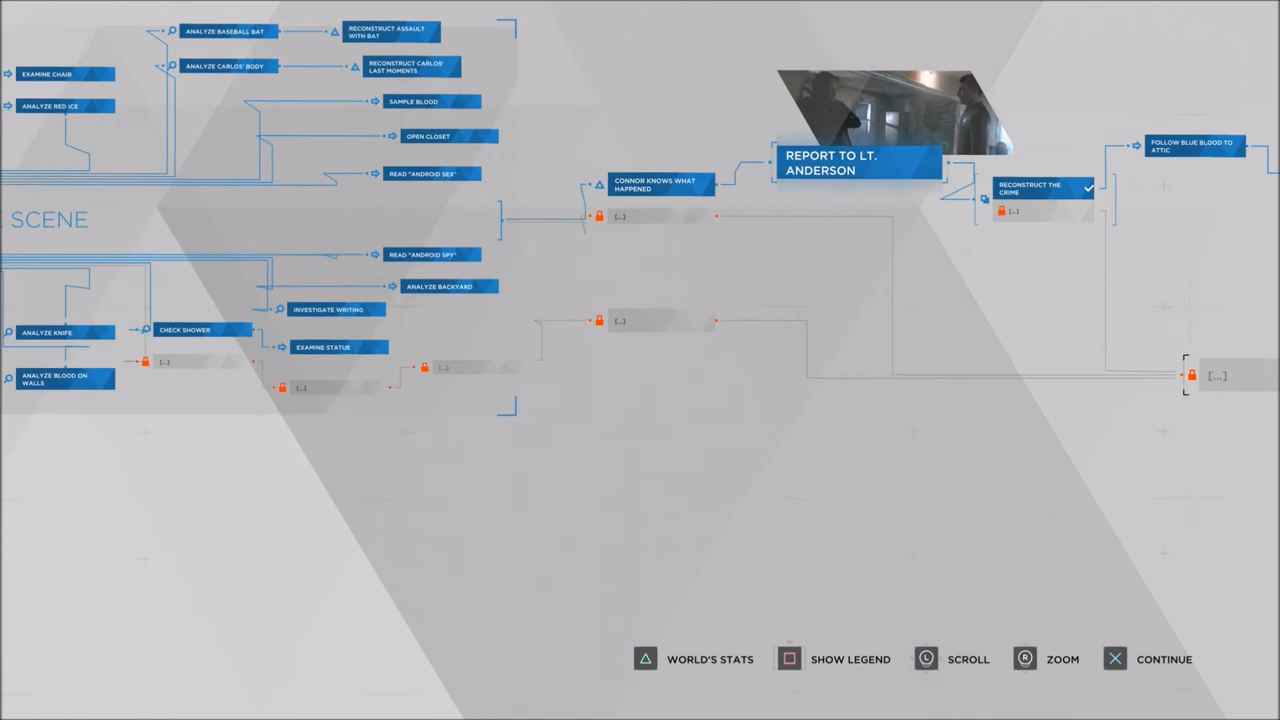 ANALYZE BASEBALL BAT
RECONSTRUCT ASSAULT
WITH BAT
EXAMINE CHAIR
ANALYZE CARLOS' BODY
RECONSTRUCT CARLOS'
LAST MOMENTS
ANALYZE RED ICE
SAMPLE BLOOD
OPEN CLOSET
READ "ANDROID SEX"
CONNOR KNOWS WHAT
HAPPENED
REPORT TO LT.
ANDERSON
RECONSTRUCT THE
CRIME
FOLLOW BLUE BLOOD TO
ATTIC
[...]
[...]
SCENE
READ "ANDROID SPY"
ANALYZE BACKYARD
INVESTIGATE WRITING
ANALYZE KNIFE
CHECK SHOWER
EXAMINE STATUE
[...]
[...]
[...]
[...]
[...]
ANALYZE BLOOD ON
WALLS
WORLD'S STATS
SHOW LEGEND
L
SCROLL
R
ZOOM
CONTINUE